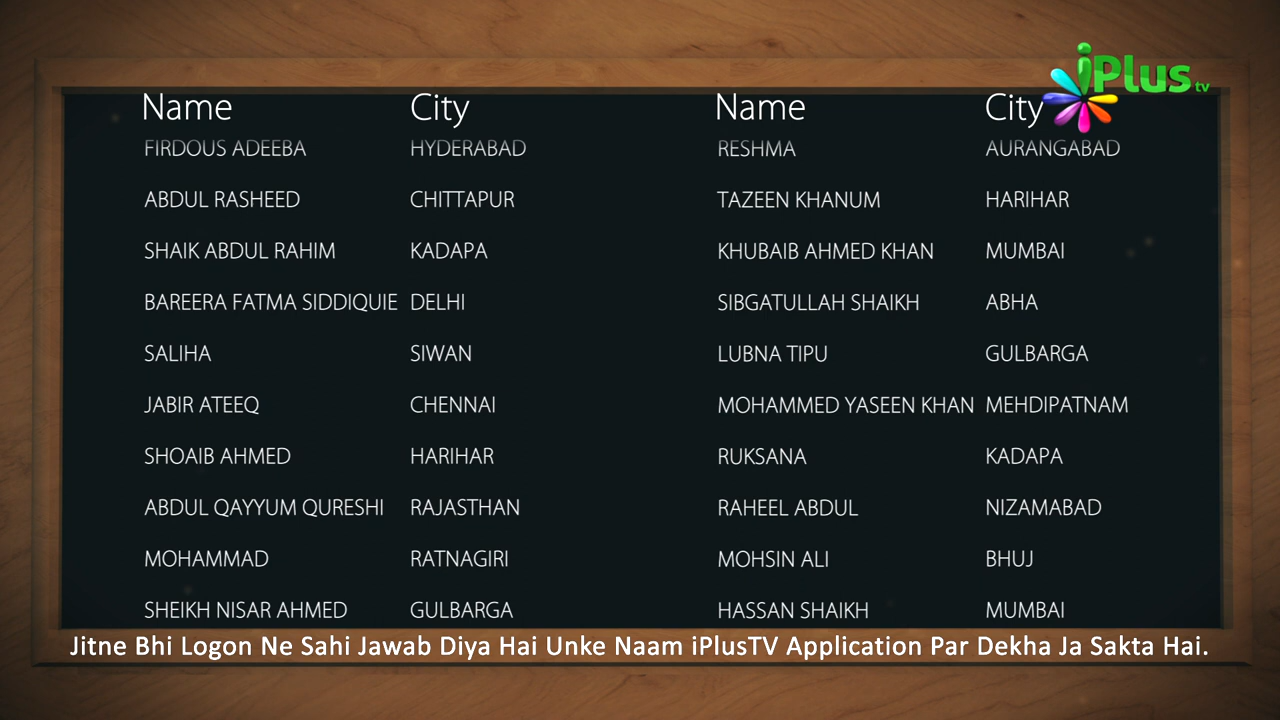 iPlus tv
Name City Name City
FIRDOUS ADEEBA HYDERABAD RESHMA AURANGABAD
ABDUL RASHEED CHITTAPUR TAZEEN KHANUM HARIHAR
SHAIK ABDUL RAHIM KADAPA KHUBAIB AHMED KHAN MUMBAI
BAREERA FATMA SIDDIQUIE DELHI SIBGATULLAH SHAIKH ABHA
SALIHA SIWAN LUBNA TIPU GULBARGA
JABIR ATEEQ CHENNAI MOHAMMED YASEEN KHAN MEHDIPATNAM
SHOAIB AHMED HARIHAR RUKSANA KADAPA
ABDUL QAYYUM QURESHI RAJASTHAN RAHEEL ABDUL NIZAMABAD
MOHAMMAD RATNAGIRI MOHSIN ALI BHUJ
SHEIKH NISAR AHMED GULBARGA HASSAN SHAIKH MUMBAI
Jitne Bhi Logon Ne Sahi Jawab Diya Hai Unke Naam iPlusTV Application Par Dekha Ja Sakta Hai.